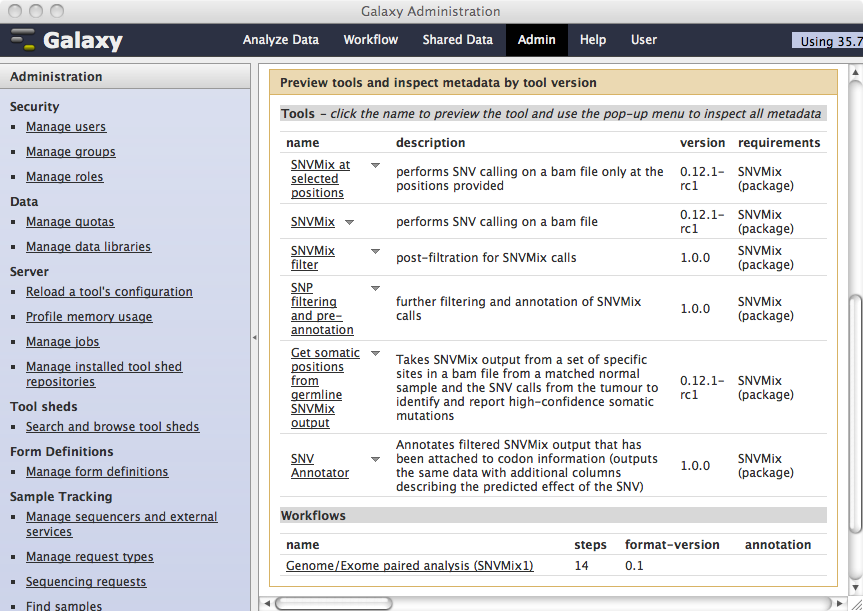 Galaxy Administration
Galaxy
Analyze Data Workflow Shared Data Admin Help User
Using 35.7
Administration
Security
Manage users
Manage groups
Manage roles
Data
Manage quotas
Manage data libraries
Server
Reload a tool's configuration
Profile memory usage
Manage jobs
Manage installed tool shed
repositories
Tool sheds
Search and browse tool sheds
Form Definitions
Manage form definitions
Sample Tracking
Manage sequencers and external
services
Manage request types
Sequencing requests
Find samples
Preview tools and inspect metadata by tool version
Tools - click the name to preview the tool and use the pop-up menu to inspect all metadata
name description version requirements
SNVMix at
selected
positions
performs SNV calling on a bam file only at the
positions provided
0.12.1-
rc1
SNVMix
(package)
SNVMix
performs SNV calling on a bam file
0.12.1-
rc1
SNVMix
(package)
SNVMix
filter
post-filtration for SNVMix calls
1.0.0
SNVMix
(package)
SNP
filtering
and pre-
annotation
further filtering and annotation of SNVMix
calls
1.0.0
SNVMix
(package)
Get somatic
positions
from
germline
SNVMix
output
Takes SNVMix output from a set of specific
sites in a bam file from a matched normal
sample and the SNV calls from the tumour to
identify and report high-confidence somatic
mutations
0.12.1-
rc1
SNVMix
(package)
SNV
Annotator
Annotates filtered SNVMix output that has
been attached to codon information (outputs
the same data with additional columns
describing the predicted effect of the SNV)
1.0.0
SNVMix
(package)
Workflows
name steps format-version annotation
Genome/Exome paired analysis (SNVMix1) 14 0.1